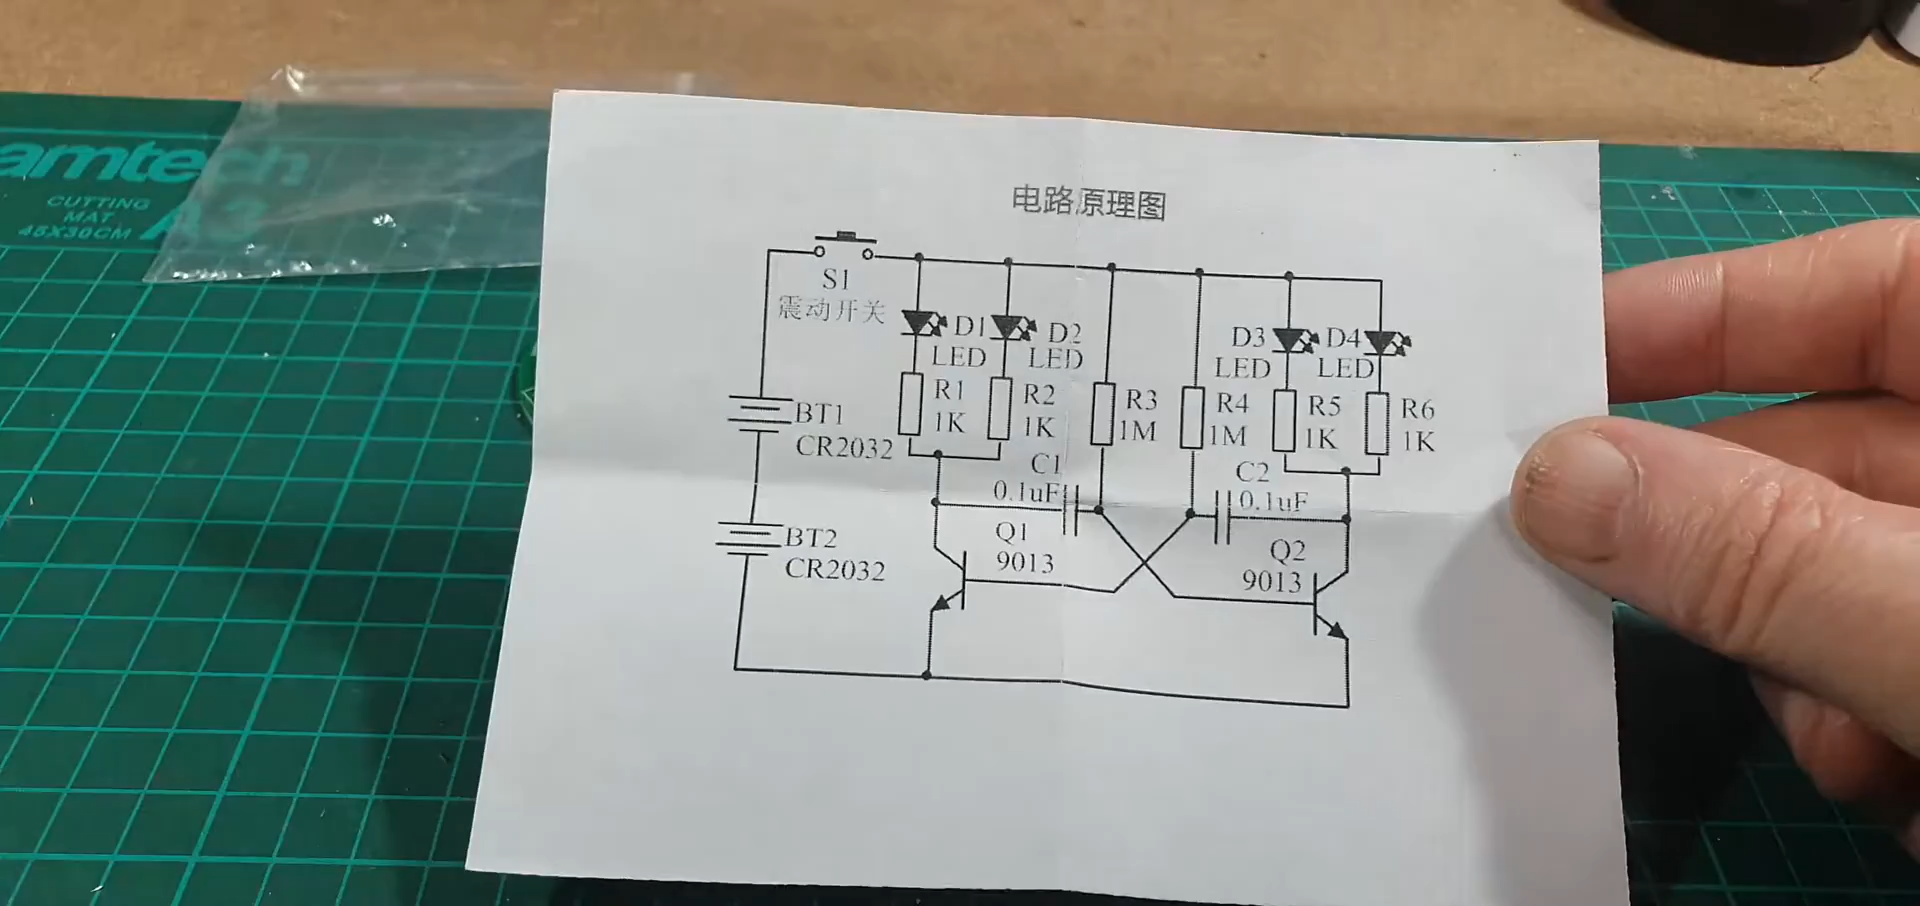 amtech
CUTTING
MAT
45X30CM
A3
电路原理图
S1
震动开关
D1
LED
D2
LED
D3
LED
D4
LED
R1
1K
R2
1K
R3
1M
R4
1M
R5
1K
R6
1K
BT1
CR2032
C1
0.1uF
C2
0.1uF
Q1
9013
Q2
9013
BT2
CR2032